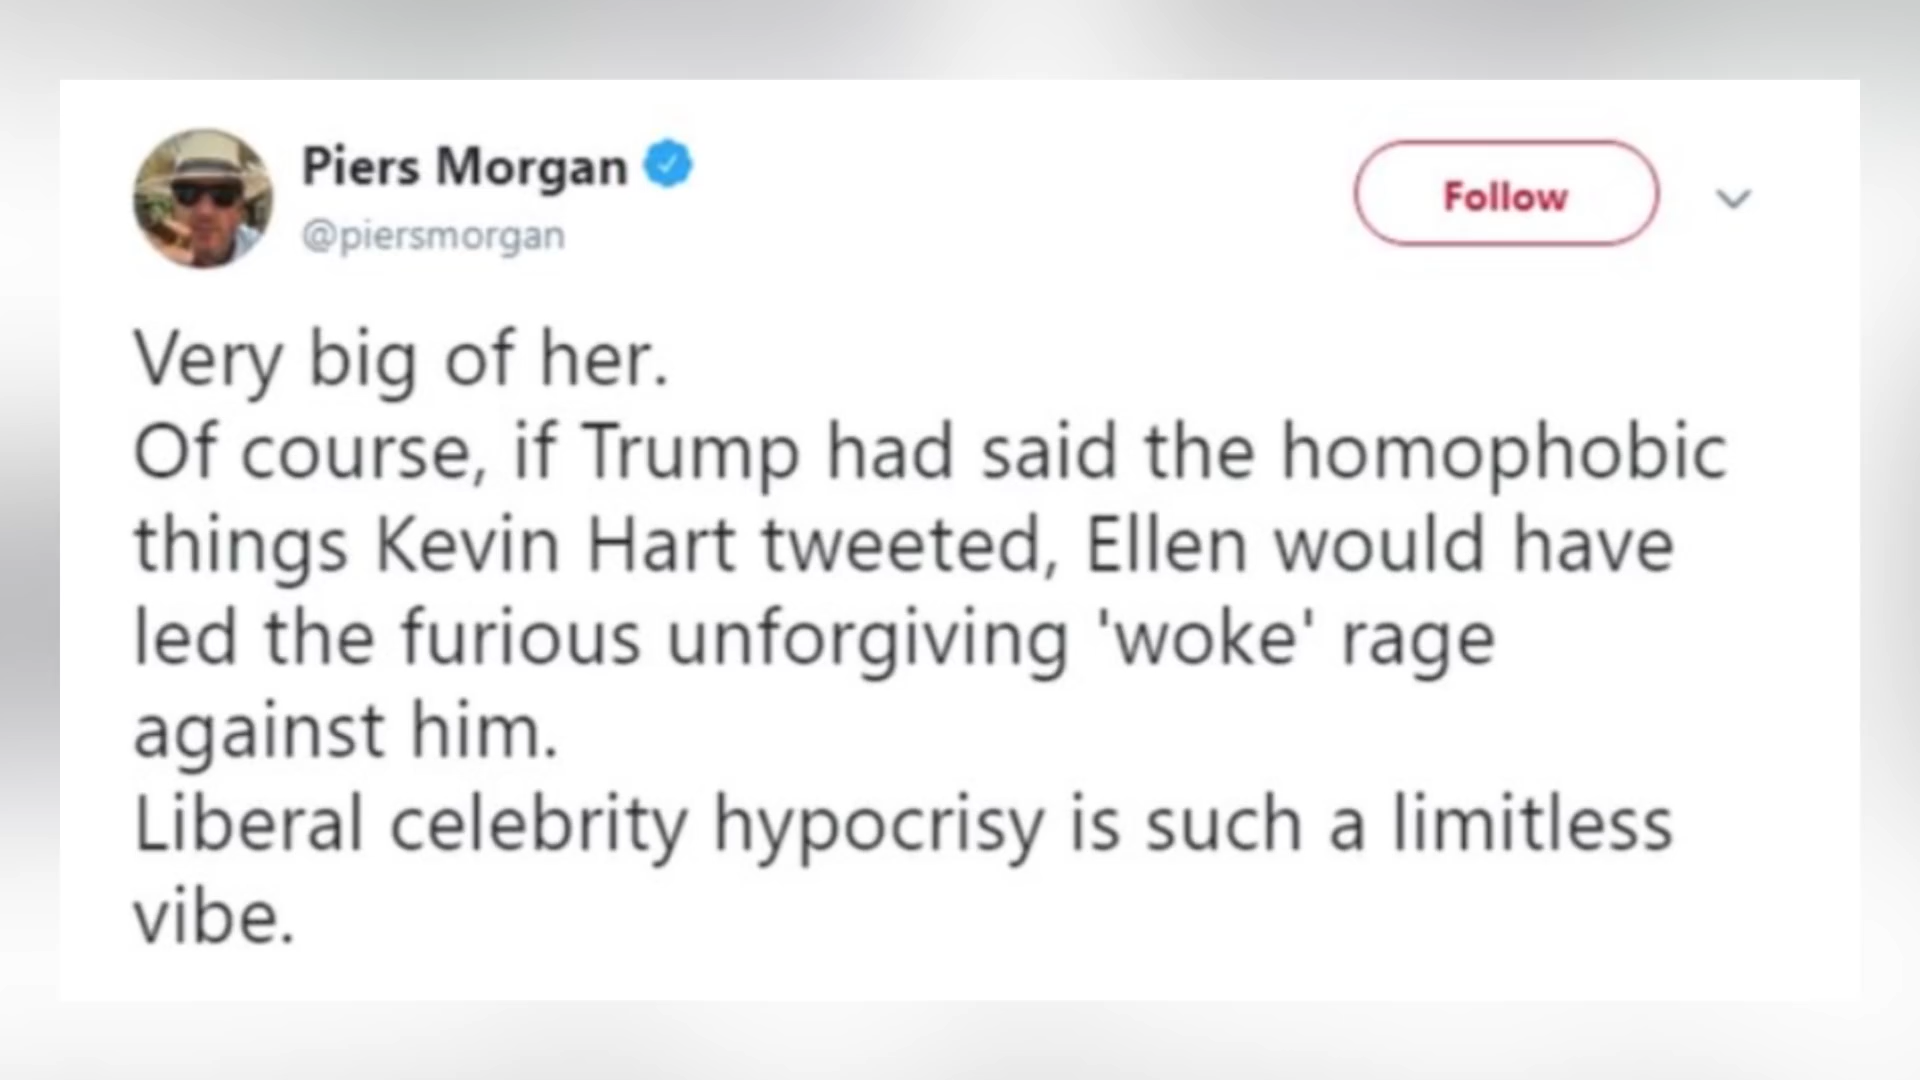 Piers Morgan
@piersmorgan
Follow
Very big of her.
Of course, if Trump had said the homophobic
things Kevin Hart tweeted, Ellen would have
led the furious unforgiving 'woke' rage
against him.
Liberal celebrity hypocrisy is such a limitless
vibe.